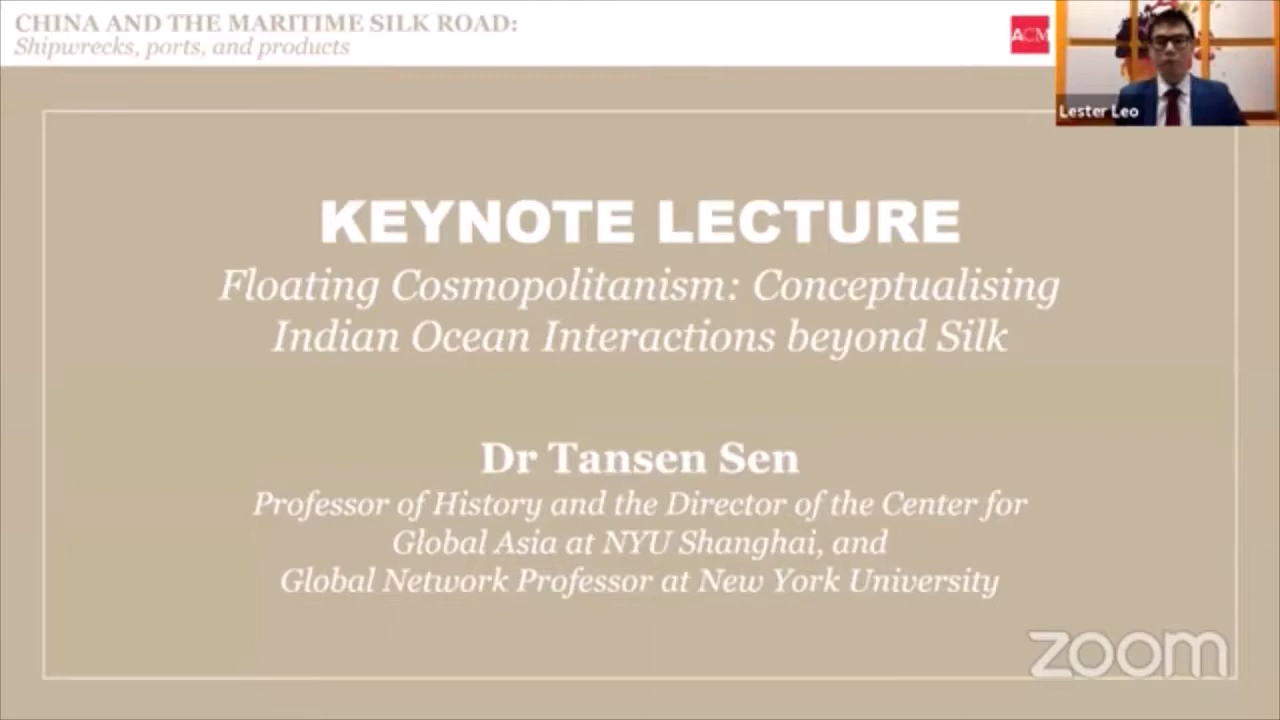 CHINA AND THE MARITIME SILK ROAD:
Shipwrecks, ports, and products
ACM
Lester Leo
KEYNOTE LECTURE
Floating Cosmopolitanism: Conceptualising
Indian Ocean Interactions beyond Silk
Dr Tansen Sen
Professor of History and the Director of the Center for
Global Asia at NYU Shanghai, and
Global Network Professor at New York University
zoom